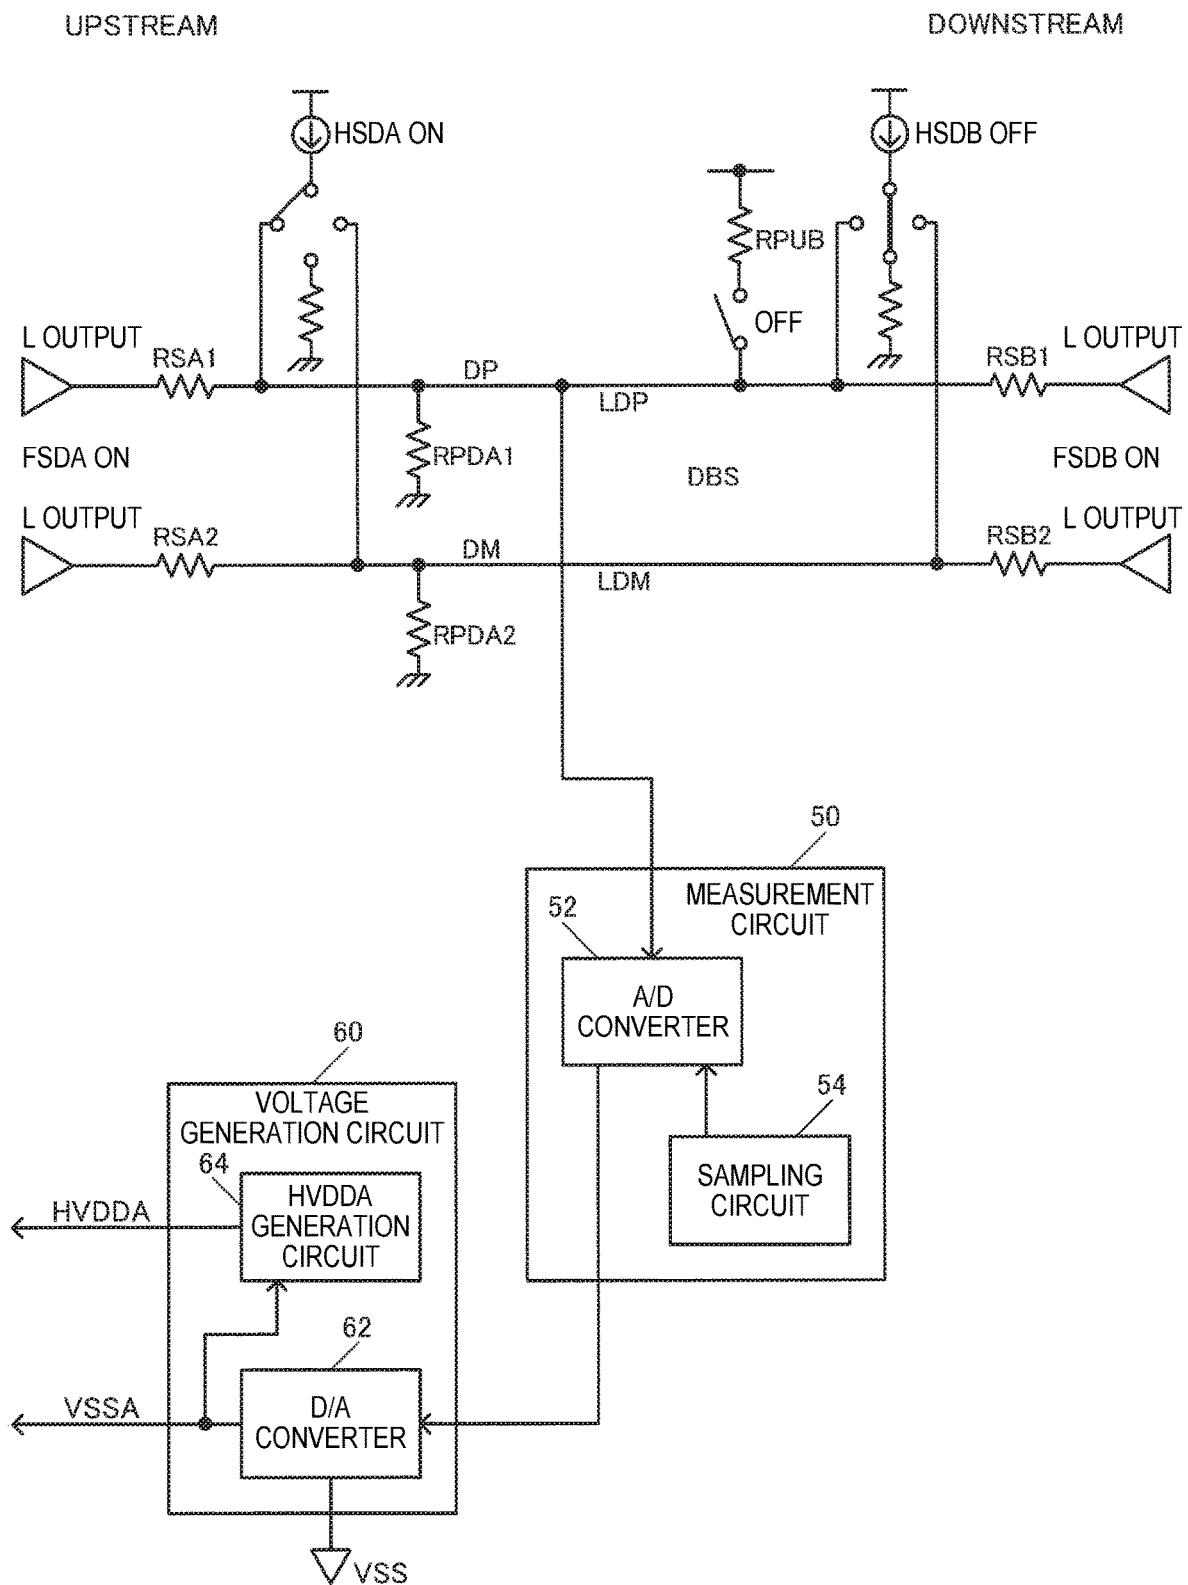 UPSTREAM
DOWNSTREAM
HSDA ON
HSDB OFF
RPUB
OFF
L OUTPUT
RSA1
DP
LDP
RSB1
L OUTPUT
FSDA ON
RPDA1
DBS
FSDB ON
L OUTPUT
RSA2
DM
LDM
RSB2
L OUTPUT
RPDA2
50
MEASUREMENT
CIRCUIT
52
A/D
CONVERTER
54
SAMPLING
CIRCUIT
60
VOLTAGE
GENERATION CIRCUIT
64
HVDDA
GENERATION
CIRCUIT
HVDDA
62
D/A
CONVERTER
VSSA
VSS